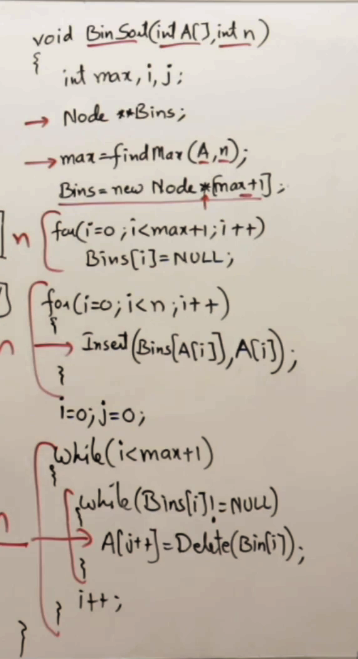 void BinSort(int A[], int n)
{
int max, i, j;
→ Node **Bins;
→ max=findMax(A,n);
Bins=new Node *[max+1];
n for(i=0; i<max+1; i++)
Bins[i]=NULL;
for(i=0; i<n; i++)
{
n → Insert(Bins[A[i]], A[i]);
}
i=0; j=0;
while(i<max+1)
{
while(Bins[i]!=NULL)
{
n → A[j++]=Delete(Bin[i]);
}
i++;
}
}